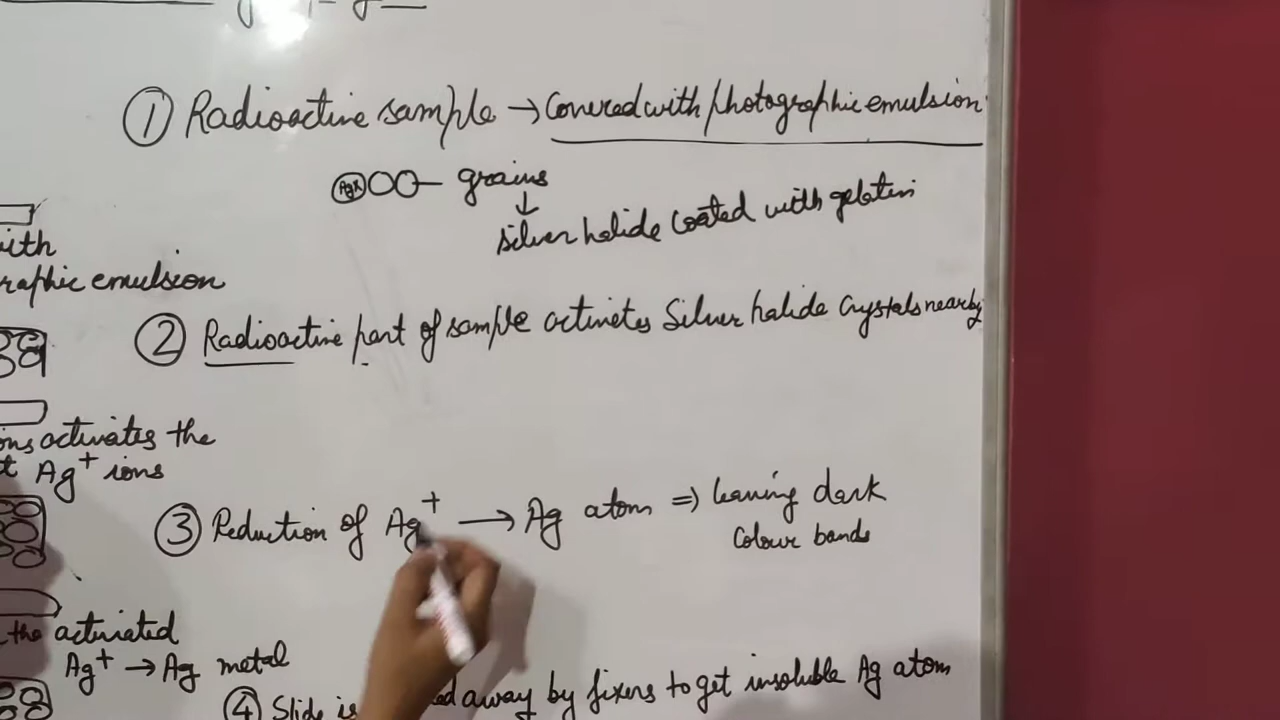 ① Radioactive sample → Covered with photographic emulsion
AgX
grains
↓
Silver halide coated with gelatin
with
raphic emulsion
② Radioactive part of sample activates Silver halide Crystals nearby
ons activates the
Ag+ ions
③ Reduction of Ag+ → Ag atom ⇒ leaving dark
Colour bands
the activated
Ag+ → Ag metal
④ Slide is ed away by fixers to get insoluble Ag atom